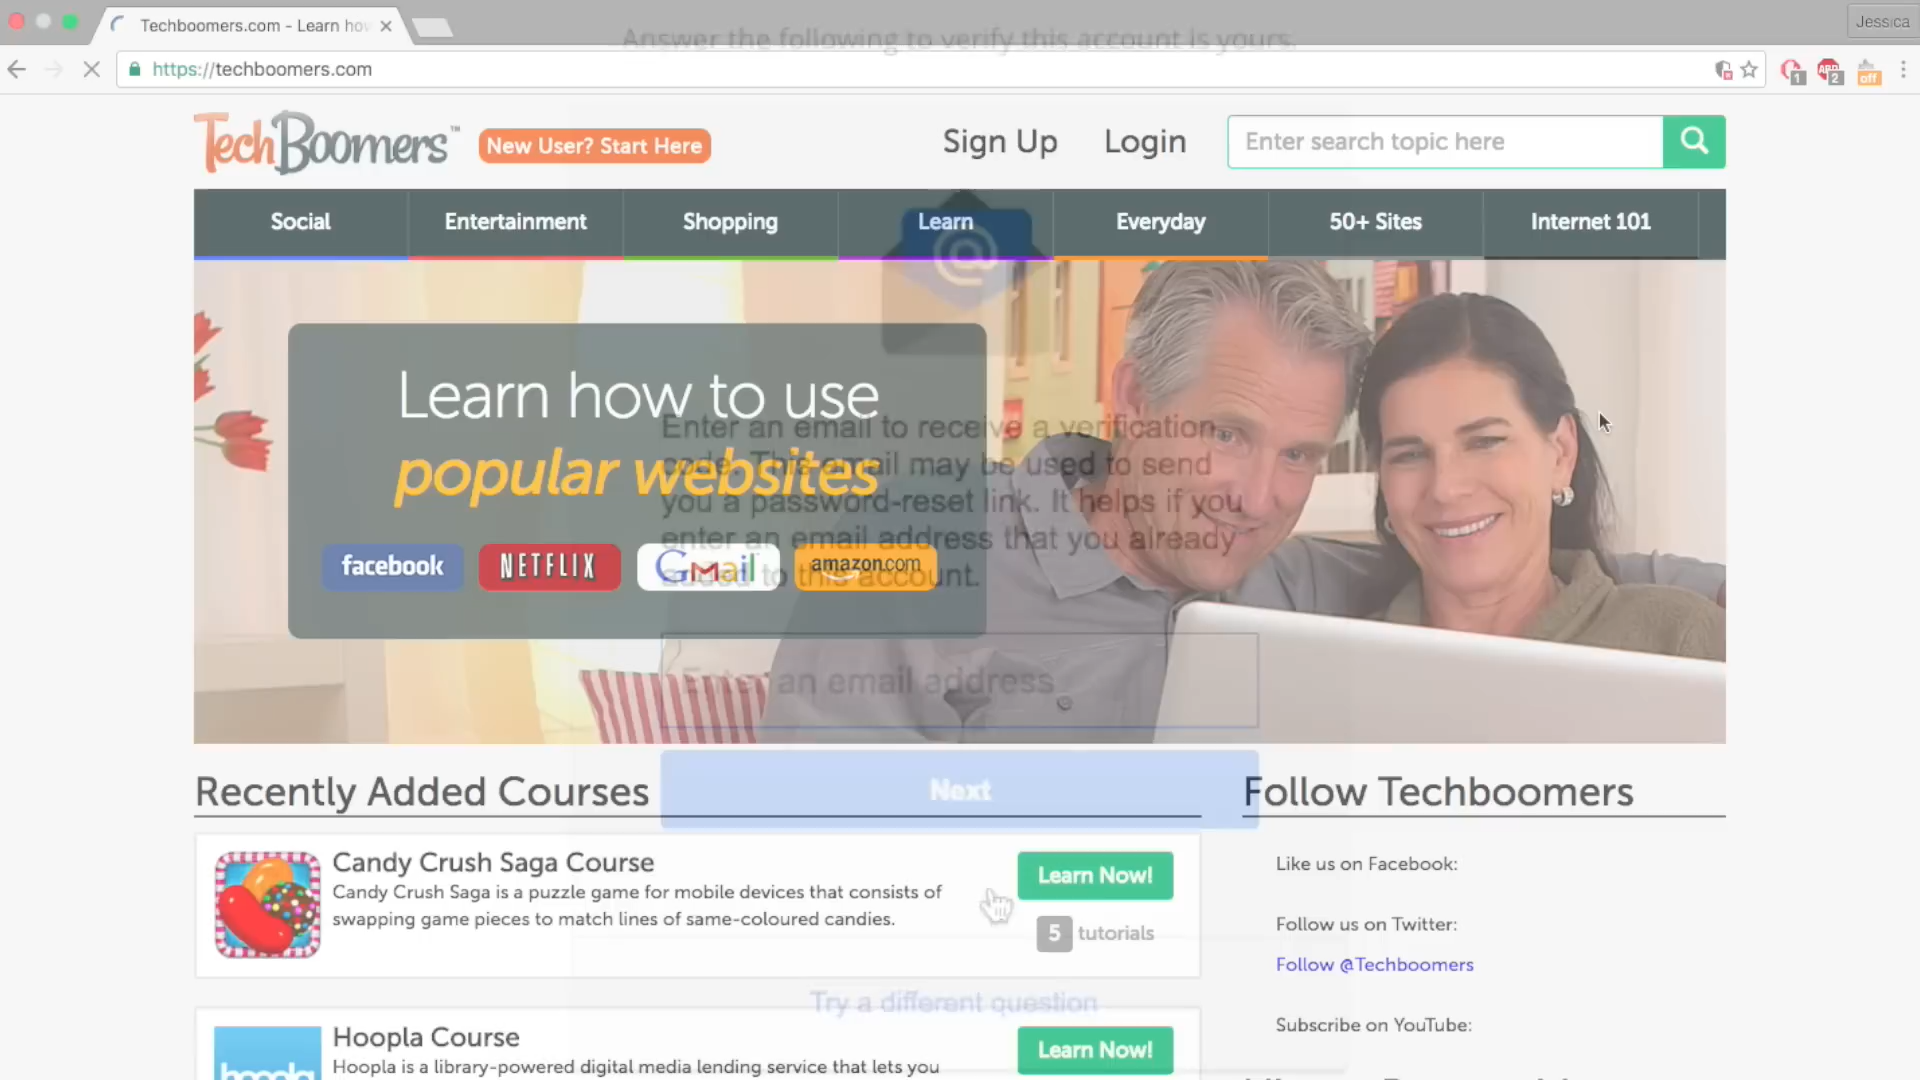 Techboomers.com - Learn how
Jessica
Answer the following to verify this account is yours.
https://techboomers.com
1
ABP
2
off
TechBoomers™
New User? Start Here
Sign Up
Login
Enter search topic here
Social
Entertainment
Shopping
Learn
Everyday
50+ Sites
Internet 101
@
Learn how to use
popular websites
facebook
NETFLIX
Gmail
amazon.com
Enter an email to receive a verification
code. This email may be used to send
you a password-reset link. It helps if you
enter an email address that you already
added to this account.
Enter an email address
Next
Recently Added Courses
Follow Techboomers
Candy Crush Saga Course
Candy Crush Saga is a puzzle game for mobile devices that consists of
swapping game pieces to match lines of same-coloured candies.
Learn Now!
5 tutorials
Like us on Facebook:
Follow us on Twitter:
Follow @Techboomers
Subscribe on YouTube:
Try a different question
hoopla
Hoopla Course
Hoopla is a library-powered digital media lending service that lets you
Learn Now!